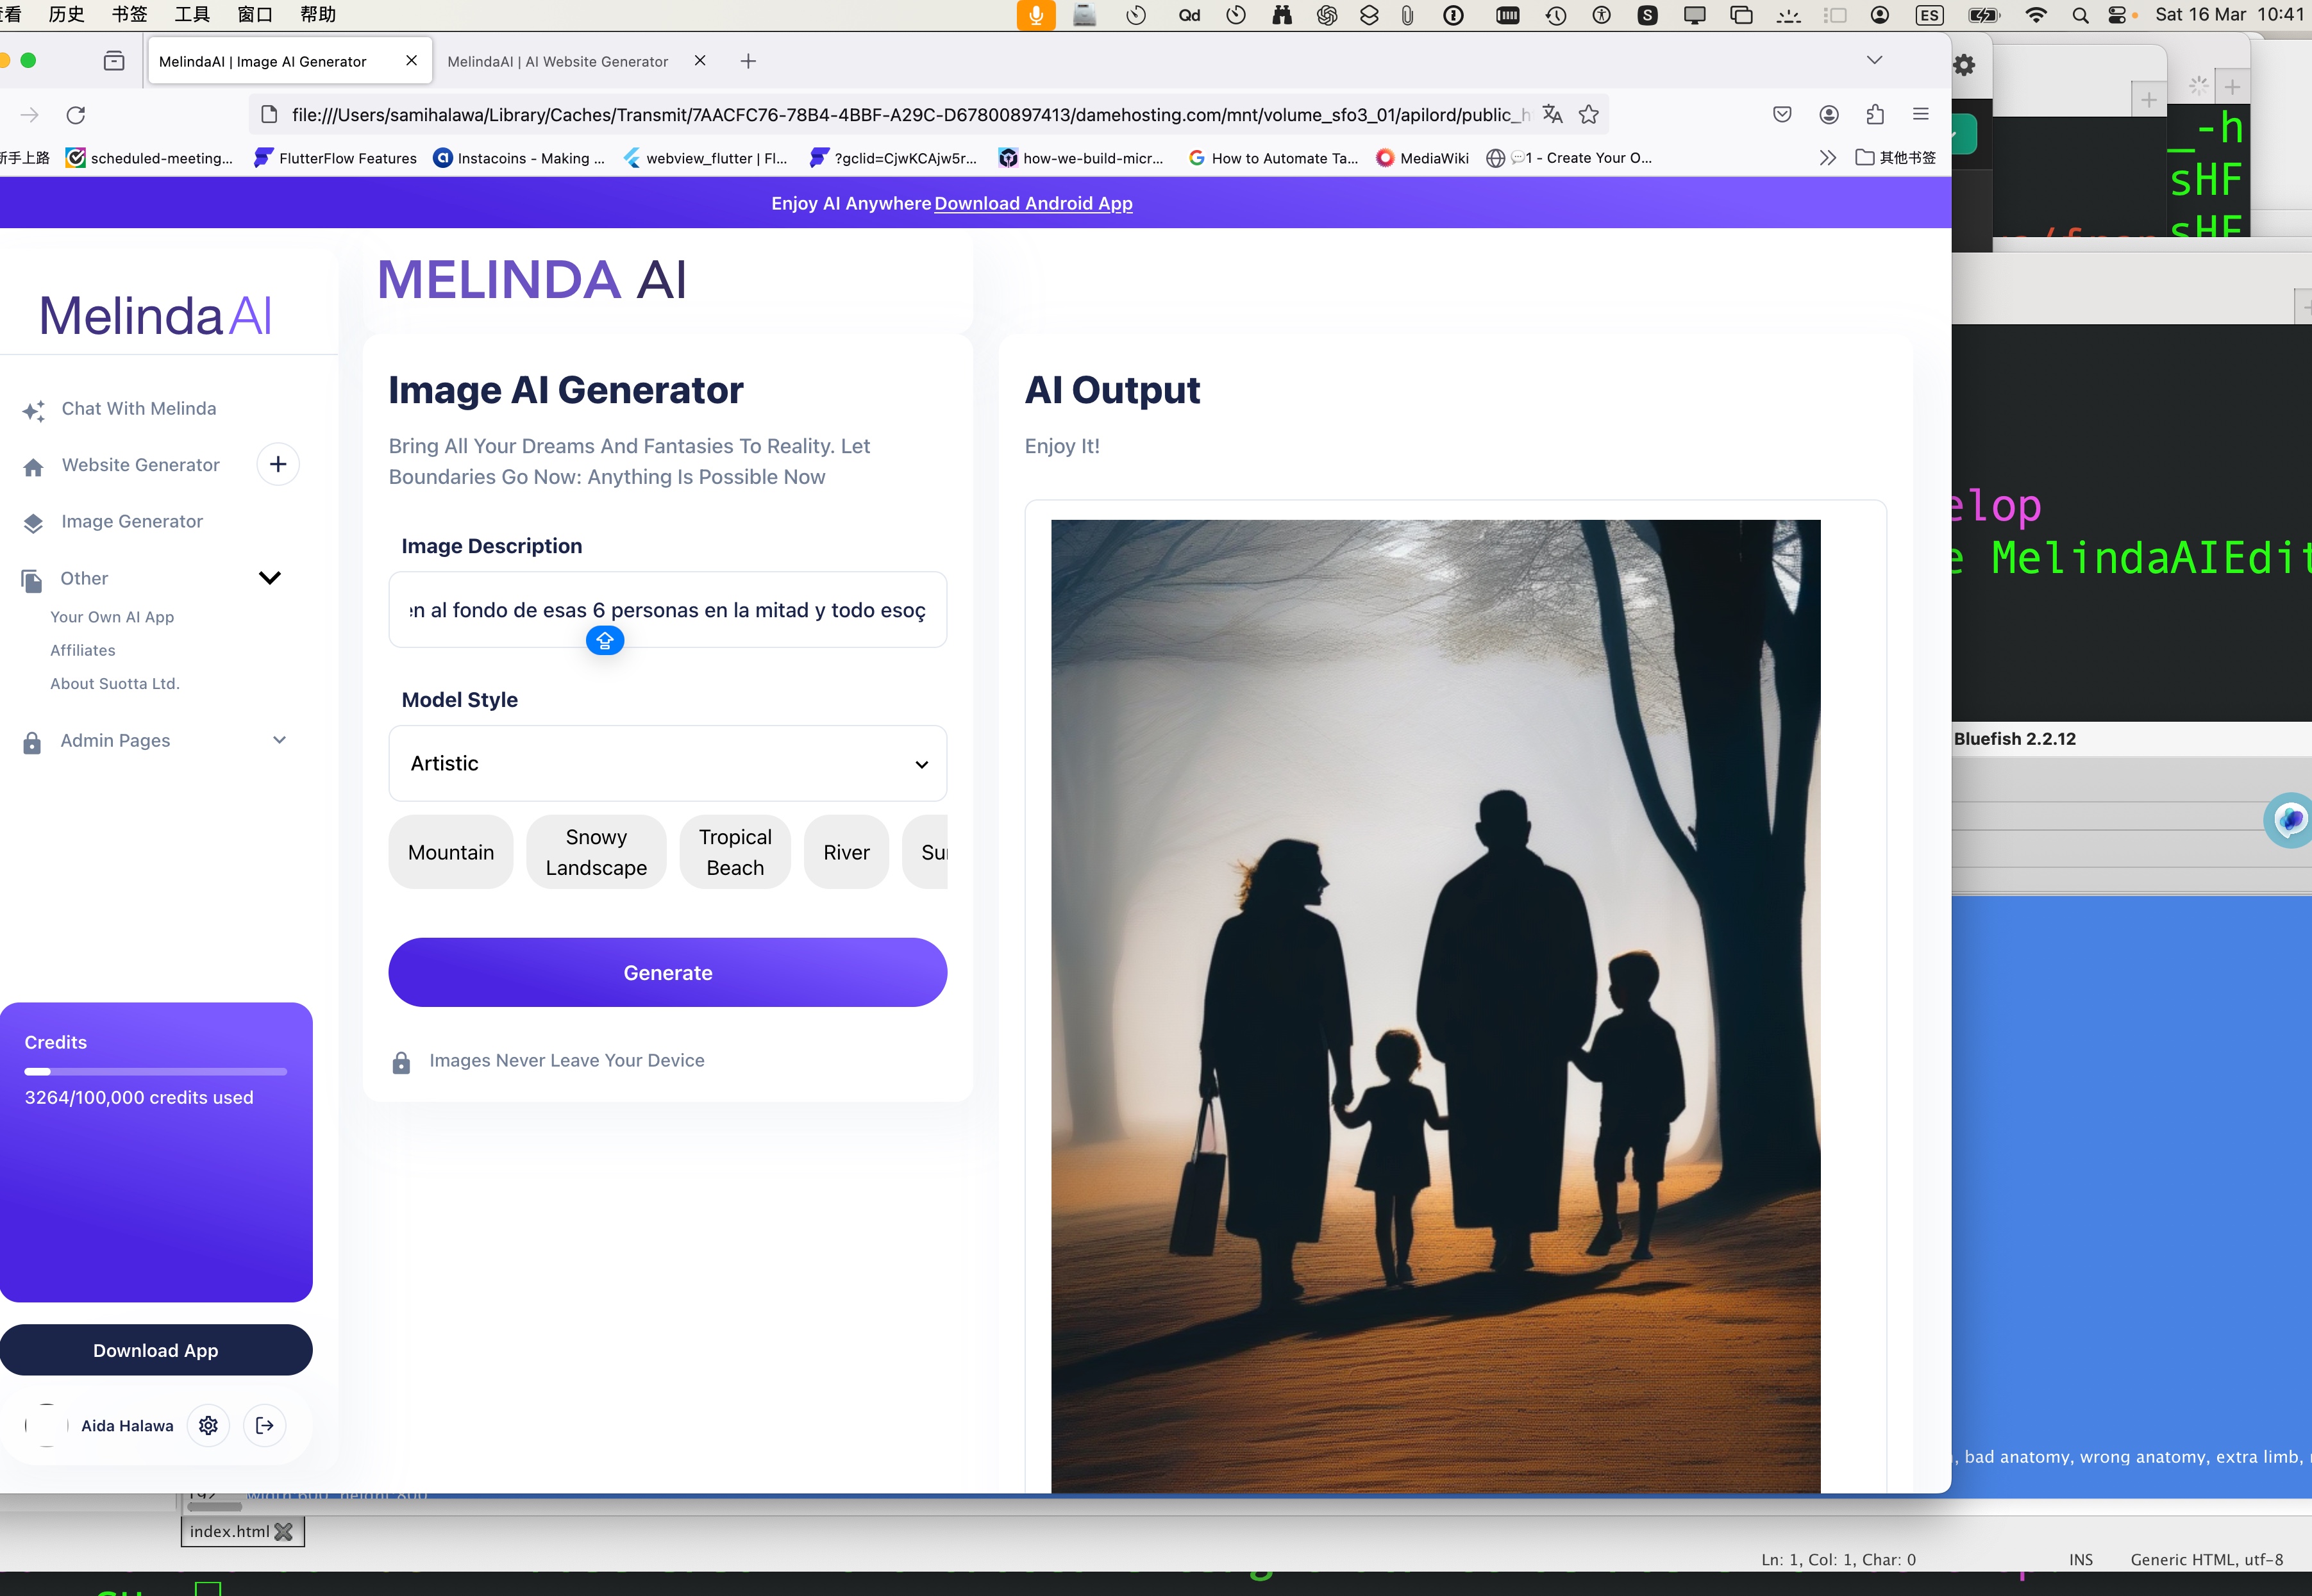 查看 历史 书签 工具 窗口 帮助
Qd
S
ES
Sat 16 Mar 10:41
MelindaAI | Image AI Generator
MelindaAI | AI Website Generator
file:///Users/samihalawa/Library/Caches/Transmit/7AACFC76-78B4-4BBF-A29C-D67800897413/damehosting.com/mnt/volume_sfo3_01/apilord/public_h
新手上路 scheduled-meeting... FlutterFlow Features Instacoins - Making ... webview_flutter | Fl... ?gclid=CjwKCAjw5r... how-we-build-micr... How to Automate Ta... MediaWiki 1 - Create Your O... 其他书签
Enjoy AI Anywhere Download Android App
Melinda AI
Chat With Melinda
Website Generator
Image Generator
Other
Your Own AI App
Affiliates
About Suotta Ltd.
Admin Pages
Credits
3264/100,000 credits used
Download App
Aida Halawa
MELINDA AI
Image AI Generator
Bring All Your Dreams And Fantasies To Reality. Let
Boundaries Go Now: Anything Is Possible Now
Image Description
en al fondo de esas 6 personas en la mitad y todo esoç
Model Style
Artistic
Mountain
Snowy
Landscape
Tropical
Beach
River
Sun
Generate
Images Never Leave Your Device
AI Output
Enjoy It!
_-h
sHF
sHF
elop
e MelindaAIEdit
Bluefish 2.2.12
, bad anatomy, wrong anatomy, extra limb,
index.html
Ln: 1, Col: 1, Char: 0
INS
Generic HTML, utf-8